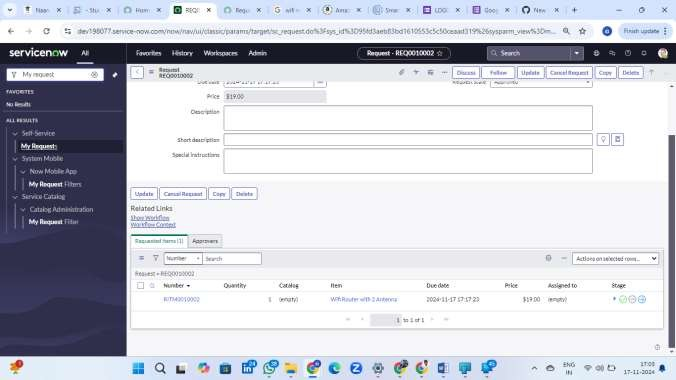 Naan
- Stu
Home
REQ
Requ
wifi r
Amaz
Smar
LOGI
Goog
New
dev198077.service-now.com/now/nav/ui/classic/params/target/sc_request.do%3Fsys_id%3D95fd3aeb83bd1610553c5c50ceaad319%26sysparm_view%3Dm...
Finish update
servicenow
All
Favorites
History
Workspaces
Admin
Request - REQ0010002
Search
My request
FAVORITES
No Results
ALL RESULTS
Self-Service
My Requests
System Mobile
Now Mobile App
My Request Filters
Service Catalog
Catalog Administration
My Request Filter
Request
REQ0010002
Discuss
Follow
Update
Cancel Request
Copy
Delete
Due date
2024-11-17 17:17:23
Request state
Approved
Price
$19.00
Description
Short description
Special instructions
Update
Cancel Request
Copy
Delete
Related Links
Show Workflow
Workflow Context
Requested Items (1)
Approvers
Number
Search
Actions on selected rows...
Request = REQ0010002
Number
Quantity
Catalog
Item
Due date
Price
Assigned to
Stage
RITM0010002
1
(empty)
Wifi Router with 2 Antenna
2024-11-17 17:17:23
$19.00
(empty)
1 to 1 of 1
ENG
IN
17:03
17-11-2024